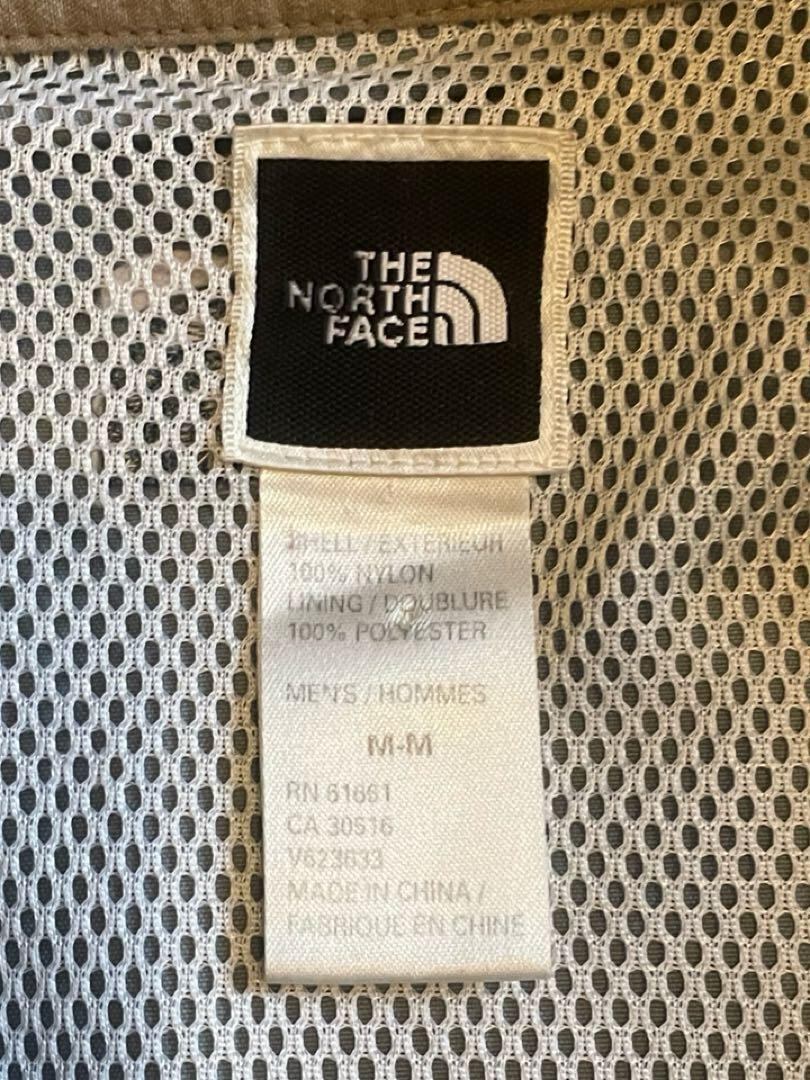 THE
NORTH
FACE
SHELL / EXTERIEUR
100% NYLON
LINING / DOUBLURE
100% POLYESTER
MEN'S / HOMMES
M-M
RN 61661
CA 30516
V623633
MADE IN CHINA /
FABRIQUE EN CHINE